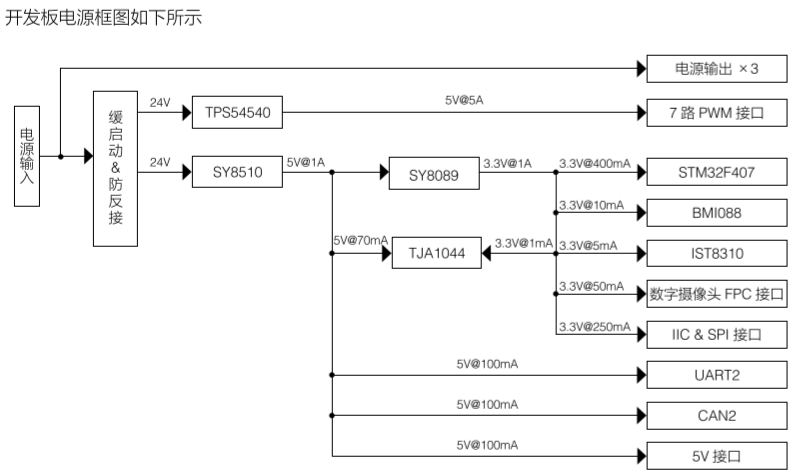 开发板电源框图如下所示
电源输出 ×3
24V
5V@5A
TPS54540
7 路 PWM 接口
电源输入
缓启动&防反接
24V
5V@1A
3.3V@1A
3.3V@400mA
SY8510
SY8089
STM32F407
3.3V@10mA
BMI088
5V@70mA
3.3V@1mA
3.3V@5mA
TJA1044
IST8310
3.3V@50mA
数字摄像头 FPC 接口
3.3V@250mA
IIC & SPI 接口
5V@100mA
UART2
5V@100mA
CAN2
5V@100mA
5V 接口